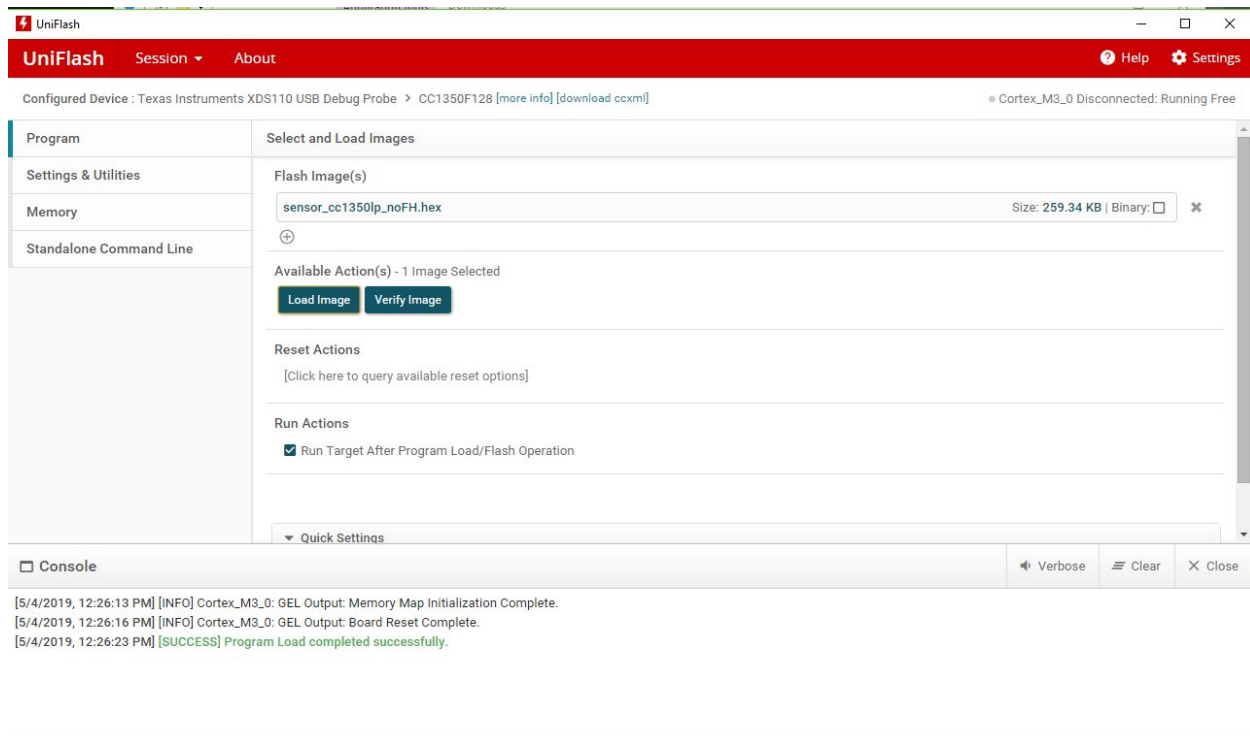 UniFlash
UniFlash Session About Help Settings
Configured Device : Texas Instruments XDS110 USB Debug Probe > CC1350F128 [more info] [download ccxml] Cortex_M3_0 Disconnected: Running Free
Program
Settings & Utilities
Memory
Standalone Command Line
Select and Load Images
Flash Image(s)
sensor_cc1350lp_noFH.hex Size: 259.34 KB | Binary:
Available Action(s) - 1 Image Selected
Load Image Verify Image
Reset Actions
[Click here to query available reset options]
Run Actions
Run Target After Program Load/Flash Operation
Quick Settings
Console Verbose Clear Close
[5/4/2019, 12:26:13 PM] [INFO] Cortex_M3_0: GEL Output: Memory Map Initialization Complete.
[5/4/2019, 12:26:16 PM] [INFO] Cortex_M3_0: GEL Output: Board Reset Complete.
[5/4/2019, 12:26:23 PM] [SUCCESS] Program Load completed successfully.